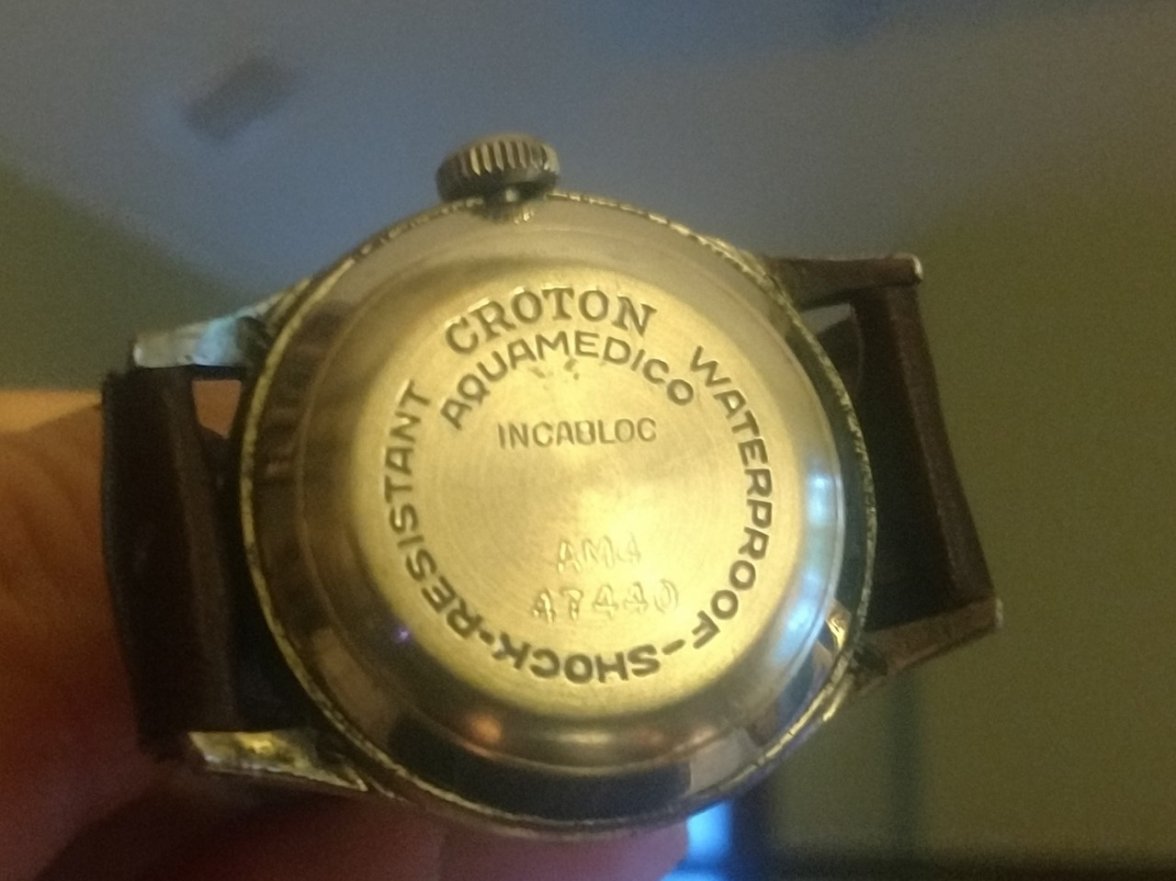 CROTON
AQUAMEDICO
WATERPROOF-SHOCK-RESISTANT
INCABLOC
AM4
47440